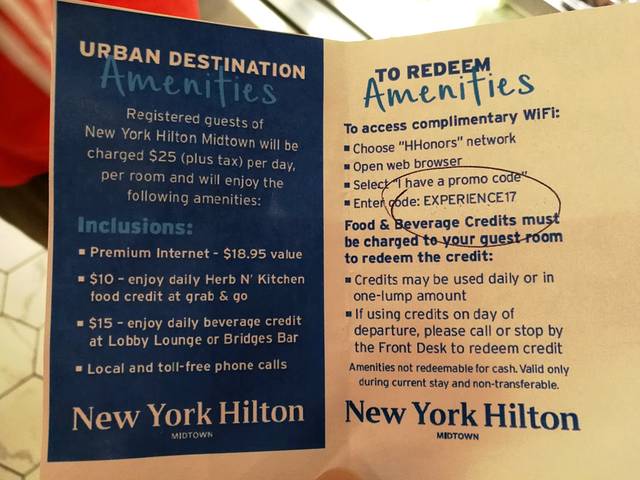 URBAN DESTINATION
Amenities
Registered guests of
New York Hilton Midtown will be
charged $25 (plus tax) per day,
per room and will enjoy the
following amenities:
Inclusions:
▪ Premium Internet - $18.95 value
▪ $10 – enjoy daily Herb N' Kitchen
food credit at grab & go
▪ $15 – enjoy daily beverage credit
at Lobby Lounge or Bridges Bar
▪ Local and toll-free phone calls
New York Hilton
MIDTOWN
TO REDEEM
Amenities
To access complimentary WiFi:
▪ Choose "HHonors" network
▪ Open web browser
▪ Select "I have a promo code"
▪ Enter code: EXPERIENCE17
Food & Beverage Credits must
be charged to your guest room
to redeem the credit:
▪ Credits may be used daily or in
one-lump amount
▪ If using credits on day of
departure, please call or stop by
the Front Desk to redeem credit
Amenities not redeemable for cash. Valid only
during current stay and non-transferable.
New York Hilton
MIDTOWN